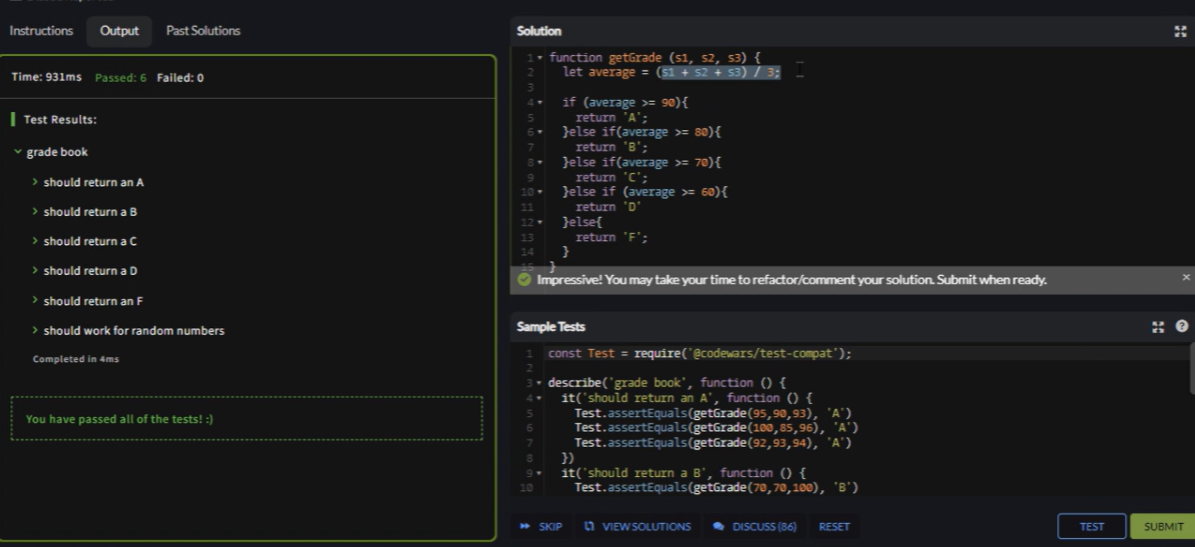 Instructions Output Past Solutions
Time: 931ms Passed: 6 Failed: 0
Test Results:
grade book
should return an A
should return a B
should return a C
should return a D
should return an F
should work for random numbers
Completed in 4ms
You have passed all of the tests! :)
Solution
1 function getGrade (s1, s2, s3) {
2 let average = (s1 + s2 + s3) / 3;
3
4 if (average >= 90){
5 return 'A';
6 }else if(average >= 80){
7 return 'B';
8 }else if(average >= 70){
9 return 'C';
10 }else if (average >= 60){
11 return 'D'
12 }else{
13 return 'F';
14 }
15 }
Impressive! You may take your time to refactor/comment your solution. Submit when ready.
Sample Tests
1 const Test = require('@codewars/test-compat');
2
3 describe('grade book', function () {
4 it('should return an A', function () {
5 Test.assertEquals(getGrade(95,90,93), 'A')
6 Test.assertEquals(getGrade(100,85,96), 'A')
7 Test.assertEquals(getGrade(92,93,94), 'A')
8 })
9 it('should return a B', function () {
10 Test.assertEquals(getGrade(70,70,100), 'B')
SKIP VIEW SOLUTIONS DISCUSS (86) RESET TEST SUBMIT